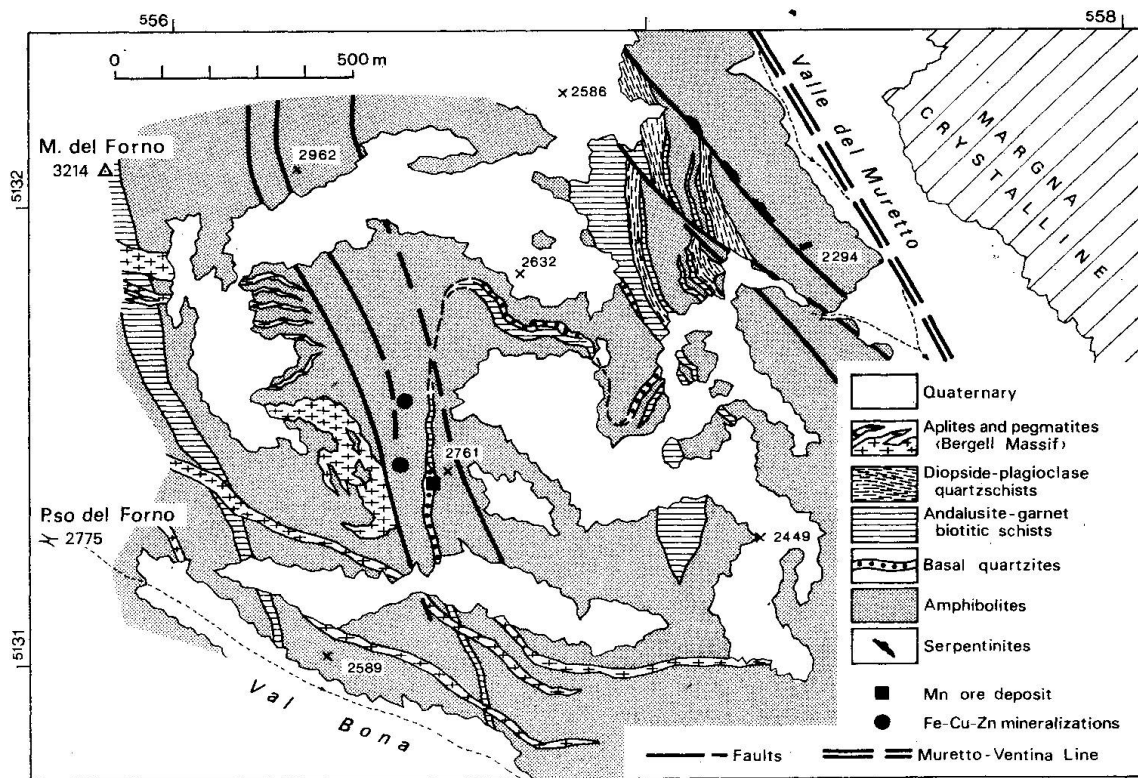 556
558
0 500 m
2586
Valle del Muretto
MARGNA
CRYSTALLINE
M. del Forno
3214
2962
5132
2632
2294
2761
P.so del Forno
2775
2449
5131
2589
Val Bona
Quaternary
Aplites and pegmatites
(Bergell Massif)
Diopside-plagioclase
quartzschists
Andalusite-garnet
biotitic schists
Basal quartzites
Amphibolites
Serpentinites
Mn ore deposit
Fe-Cu-Zn mineralizations
Faults
Muretto-Ventina Line